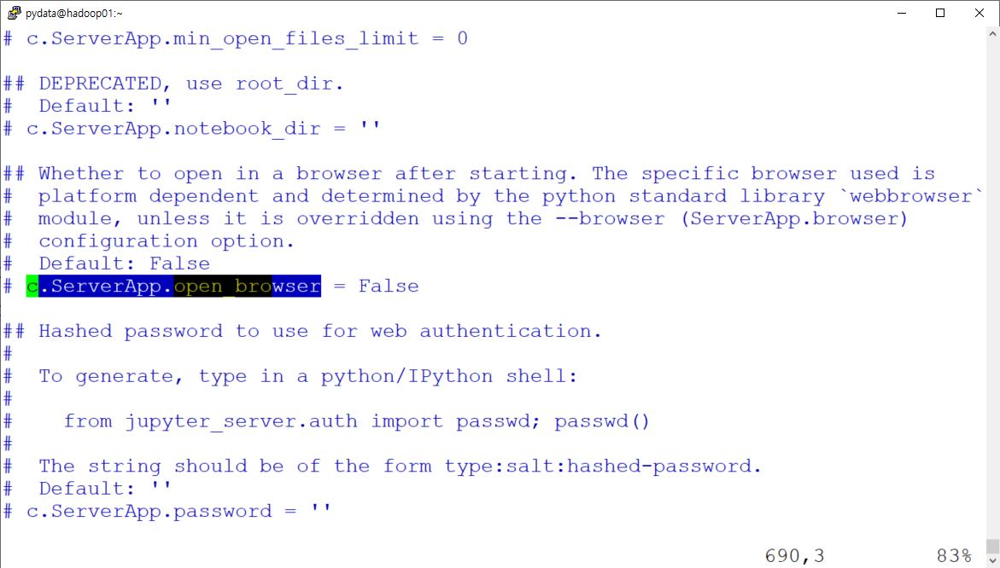 pydata@hadoop01:~
# c.ServerApp.min_open_files_limit = 0
## DEPRECATED, use root_dir.
#  Default: ''
# c.ServerApp.notebook_dir = ''
## Whether to open in a browser after starting. The specific browser used is
#  platform dependent and determined by the python standard library `webbrowser`
#  module, unless it is overridden using the --browser (ServerApp.browser)
#  configuration option.
#  Default: False
# c.ServerApp.open_browser = False
## Hashed password to use for web authentication.
#
#  To generate, type in a python/IPython shell:
#
#    from jupyter_server.auth import passwd; passwd()
#
#  The string should be of the form type:salt:hashed-password.
#  Default: ''
# c.ServerApp.password = ''
690,3 83%